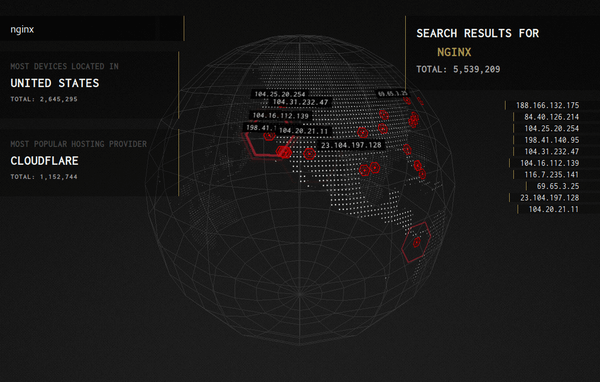 nginx
MOST DEVICES LOCATED IN
UNITED STATES
TOTAL: 2,645,295
MOST POPULAR HOSTING PROVIDER
CLOUDFLARE
TOTAL: 1,152,744
104.25.20.254
104.31.232.47
104.16.112.139
198.41.1
104.20.21.11
23.104.197.128
69.65.3.25
SEARCH RESULTS FOR
NGINX
TOTAL: 5,539,209
188.166.132.175
84.40.126.214
104.25.20.254
198.41.140.95
104.31.232.47
104.16.112.139
116.7.235.141
69.65.3.25
23.104.197.128
104.20.21.11